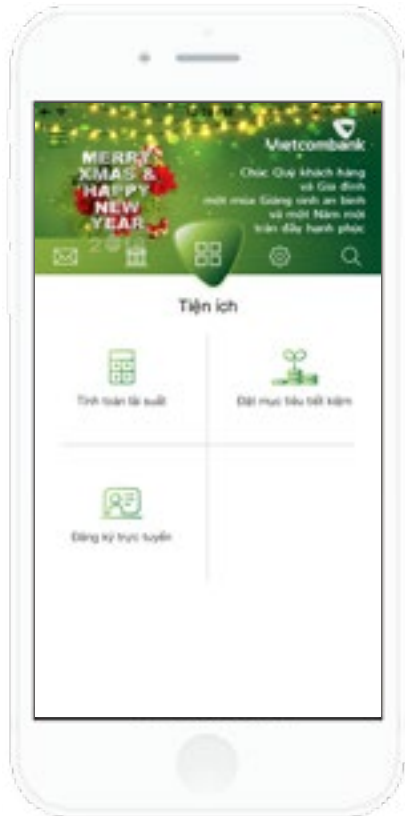 Vietcombank
MERRY
XMAS &
HAPPY
NEW
YEAR
Chúc Quý khách hàng
và Gia đình
một mùa Giáng sinh an bình
và một Năm mới
tràn đầy hạnh phúc
Tiện ích
Tính toán lãi suất
Đặt mục tiêu tiết kiệm
Đăng ký trực tuyến